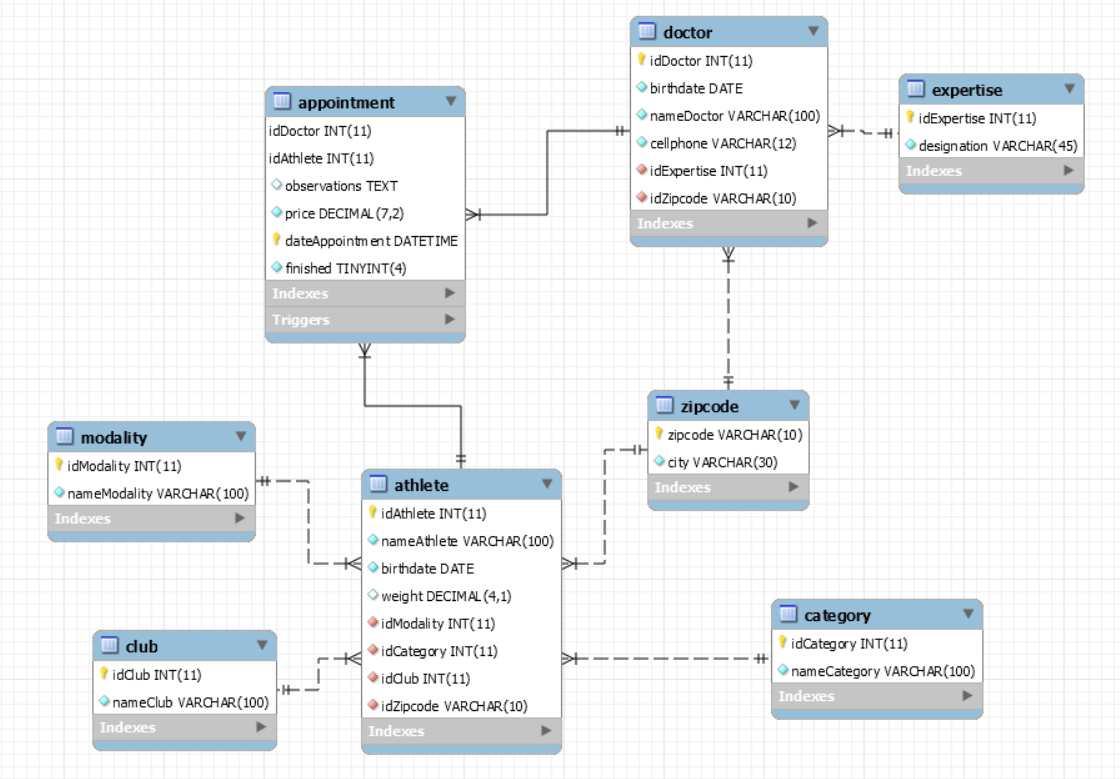 doctor
idDoctor INT(11)
birthdate DATE
nameDoctor VARCHAR(100)
cellphone VARCHAR(12)
idExpertise INT(11)
idZipcode VARCHAR(10)
Indexes
expertise
idExpertise INT(11)
designation VARCHAR(45)
Indexes
appointment
idDoctor INT(11)
idAthlete INT(11)
observations TEXT
price DECIMAL(7,2)
dateAppointment DATETIME
finished TINYINT(4)
Indexes
Triggers
zipcode
zipcode VARCHAR(10)
city VARCHAR(30)
Indexes
modality
idModality INT(11)
nameModality VARCHAR(100)
Indexes
athlete
idAthlete INT(11)
nameAthlete VARCHAR(100)
birthdate DATE
weight DECIMAL(4,1)
idModality INT(11)
idCategory INT(11)
idClub INT(11)
idZipcode VARCHAR(10)
Indexes
category
idCategory INT(11)
nameCategory VARCHAR(100)
Indexes
club
idClub INT(11)
nameClub VARCHAR(100)
Indexes